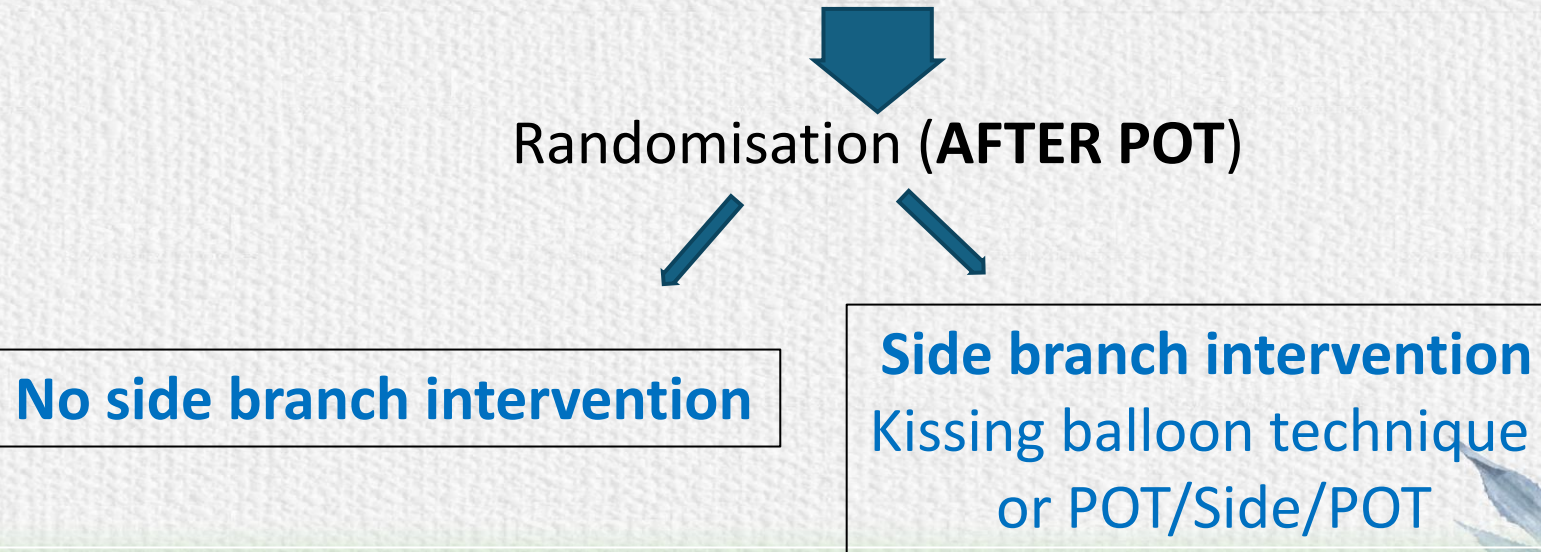 Randomisation (AFTER POT)
No side branch intervention
Side branch intervention
Kissing balloon technique
or POT/Side/POT